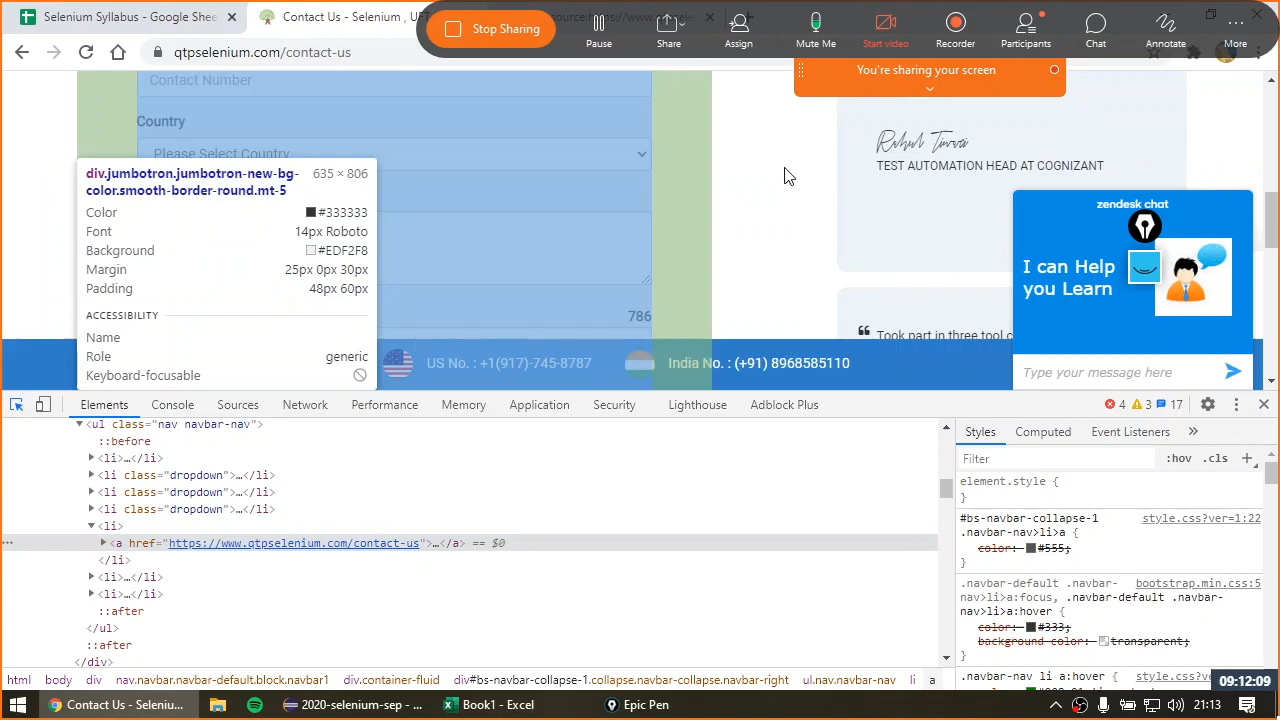 Selenium Syllabus - Google Shee
Contact Us - Selenium , UFT
Stop Sharing
Pause
Share
Assign
Mute Me
Start video
Recorder
Participants
Chat
Annotate
More
qtpselenium.com/contact-us
You're sharing your screen
Contact Number
Country
Please Select Country
Rahul Tiwari
TEST AUTOMATION HEAD AT COGNIZANT
div.jumbotron.jumbotron-new-bg-
color.smooth-border-round.mt-5
635 × 806
Color #333333
Font 14px Roboto
Background #EDF2F8
Margin 25px 0px 30px
Padding 48px 60px
ACCESSIBILITY
Name
Role generic
Keyboard-focusable
786
“ Took part in three tool c
US No. : +1(917)-745-8787
India No. : (+91) 8968585110
zendesk chat
I can Help
you Learn
Type your message here
Elements Console Sources Network Performance Memory Application Security Lighthouse Adblock Plus
4 3 17
<ul class="nav navbar-nav">
::before
<li>…</li>
<li class="dropdown">…</li>
<li class="dropdown">…</li>
<li class="dropdown">…</li>
<li>
<a href="https://www.qtpselenium.com/contact-us">…</a> == $0
</li>
<li>…</li>
<li>…</li>
::after
</ul>
::after
</div>
html body div nav.navbar.navbar-default.block.navbar1 div.container-fluid div#bs-navbar-collapse-1.collapse.navbar-collapse.navbar-right ul.nav.navbar-nav li a
Styles Computed Event Listeners »
Filter :hov .cls +
element.style {
}
#bs-navbar-collapse-1 style.css?ver=1:22
.navbar-nav>li>a {
color: #555;
}
.navbar-default .navbar- bootstrap.min.css:5
nav>li>a:focus, .navbar-default .navbar-
nav>li>a:hover {
color: #333;
background-color: transparent;
}
.navbar-nav li a:hover {
09:12:09
Contact Us - Seleniu...
2020-selenium-sep - ...
Book1 - Excel
Epic Pen
21:13